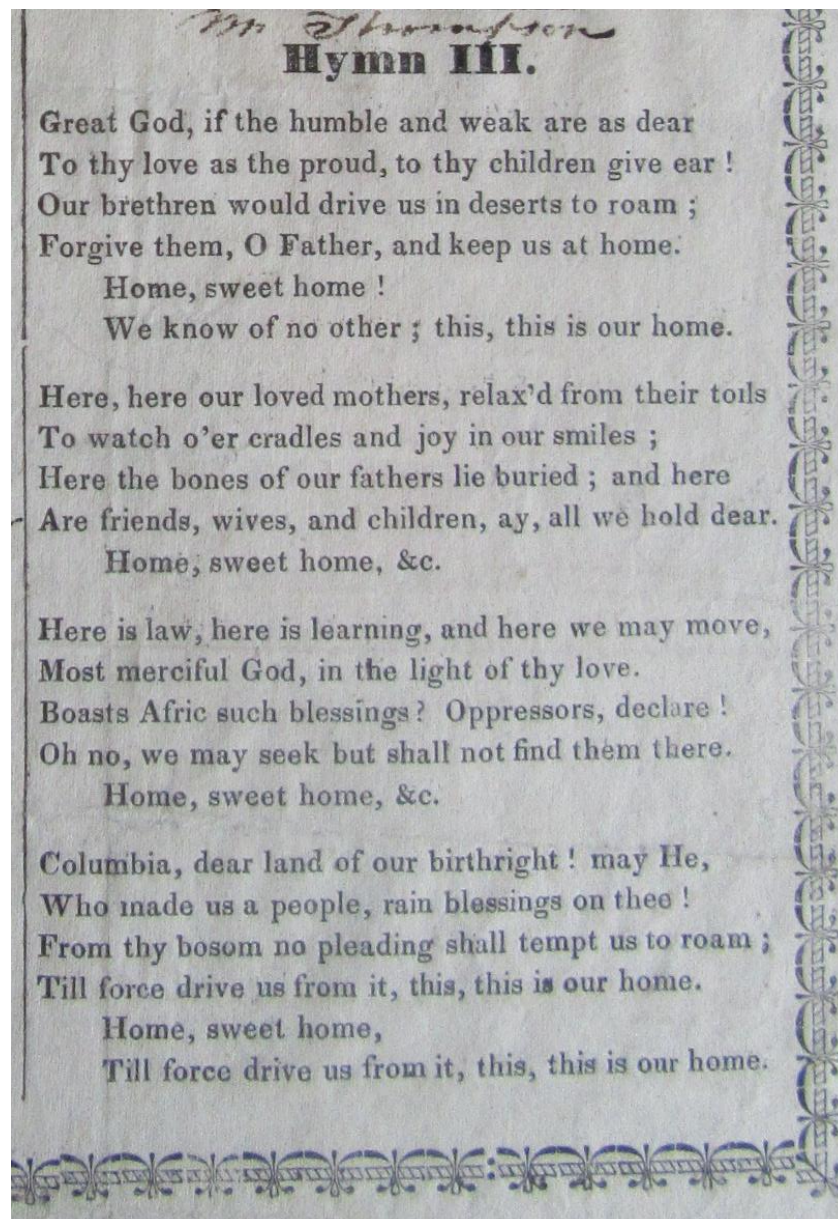 Mr Thompson
Hymn III.
Great God, if the humble and weak are as dear
To thy love as the proud, to thy children give ear !
Our brethren would drive us in deserts to roam ;
Forgive them, O Father, and keep us at home.
Home, sweet home !
We know of no other ; this, this is our home.
Here, here our loved mothers, relax'd from their toils
To watch o'er cradles and joy in our smiles ;
Here the bones of our fathers lie buried ; and here
Are friends, wives, and children, ay, all we hold dear.
Home, sweet home, &c.
Here is law, here is learning, and here we may move,
Most merciful God, in the light of thy love.
Boasts Afric such blessings ? Oppressors, declare !
Oh no, we may seek but shall not find them there.
Home, sweet home, &c.
Columbia, dear land of our birthright ! may He,
Who made us a people, rain blessings on thee !
From thy bosom no pleading shall tempt us to roam ;
Till force drive us from it, this, this is our home.
Home, sweet home,
Till force drive us from it, this, this is our home.